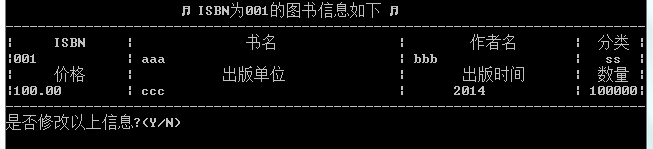 ♬ ISBN为001的图书信息如下 ♬
ISBN 书名 作者名 分类
001 aaa bbb ss
价格 出版单位 出版时间 数量
100.00 ccc 2014 100000
是否修改以上信息?(Y/N)